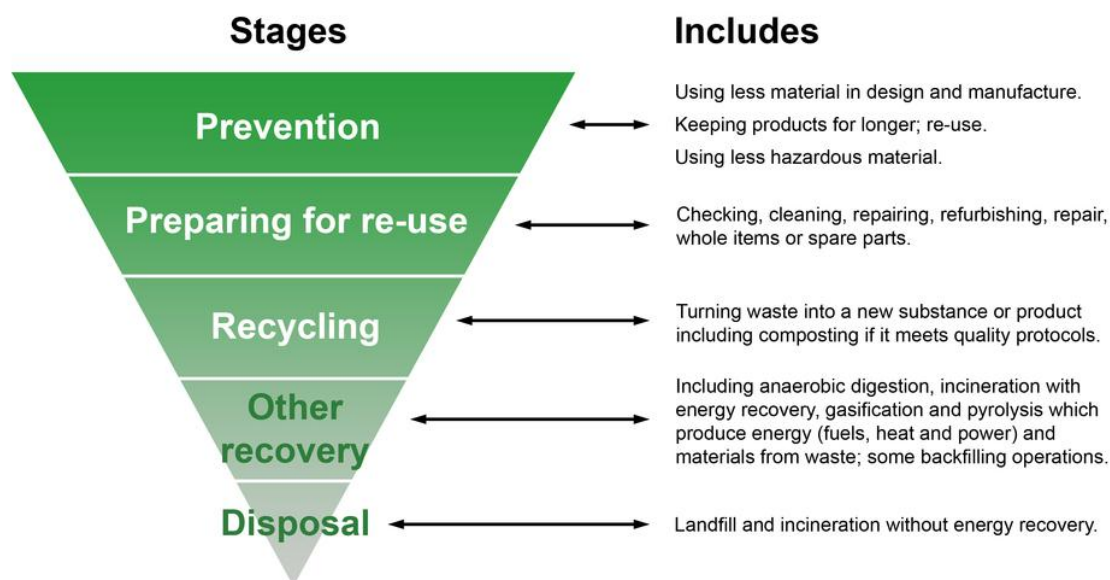 Stages
Includes
Prevention
Using less material in design and manufacture.
Keeping products for longer; re-use.
Using less hazardous material.
Preparing for re-use
Checking, cleaning, repairing, refurbishing, repair,
whole items or spare parts.
Recycling
Turning waste into a new substance or product
including composting if it meets quality protocols.
Other
recovery
Including anaerobic digestion, incineration with
energy recovery, gasification and pyrolysis which
produce energy (fuels, heat and power) and
materials from waste; some backfilling operations.
Disposal
Landfill and incineration without energy recovery.